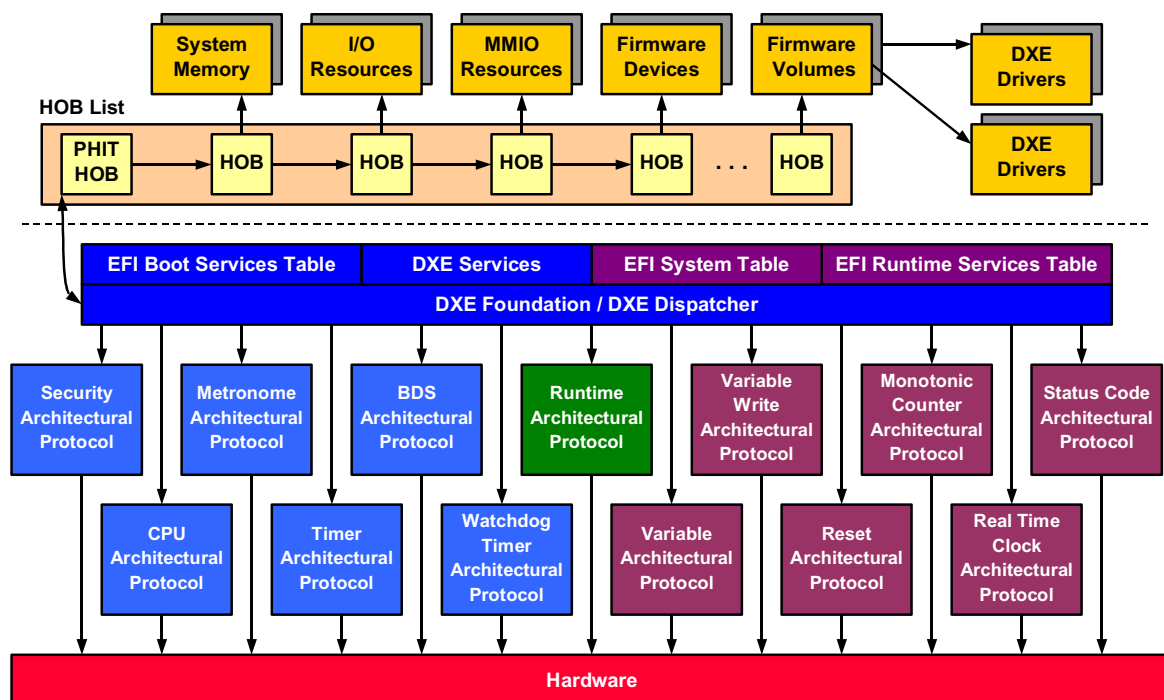 System
Memory
I/O
Resources
MMIO
Resources
Firmware
Devices
Firmware
Volumes
DXE
Drivers
DXE
Drivers
HOB List
PHIT
HOB
HOB
HOB
HOB
HOB
. . .
HOB
EFI Boot Services Table
DXE Services
EFI System Table
EFI Runtime Services Table
DXE Foundation / DXE Dispatcher
Security
Architectural
Protocol
Metronome
Architectural
Protocol
BDS
Architectural
Protocol
Runtime
Architectural
Protocol
Variable
Write
Architectural
Protocol
Monotonic
Counter
Architectural
Protocol
Status Code
Architectural
Protocol
CPU
Architectural
Protocol
Timer
Architectural
Protocol
Watchdog
Timer
Architectural
Protocol
Variable
Architectural
Protocol
Reset
Architectural
Protocol
Real Time
Clock
Architectural
Protocol
Hardware